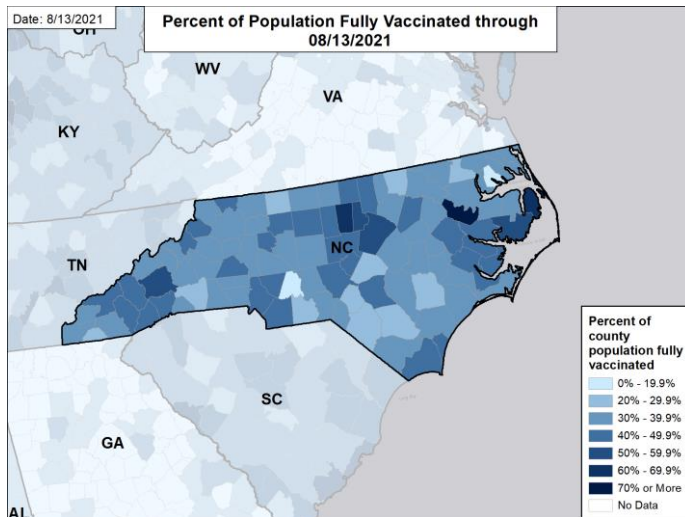 Date: 8/13/2021
Percent of Population Fully Vaccinated through
08/13/2021
OH
WV
KY
VA
TN
NC
SC
GA
AL
Percent of
county
population fully
vaccinated
0% - 19.9%
20% - 29.9%
30% - 39.9%
40% - 49.9%
50% - 59.9%
60% - 69.9%
70% or More
No Data